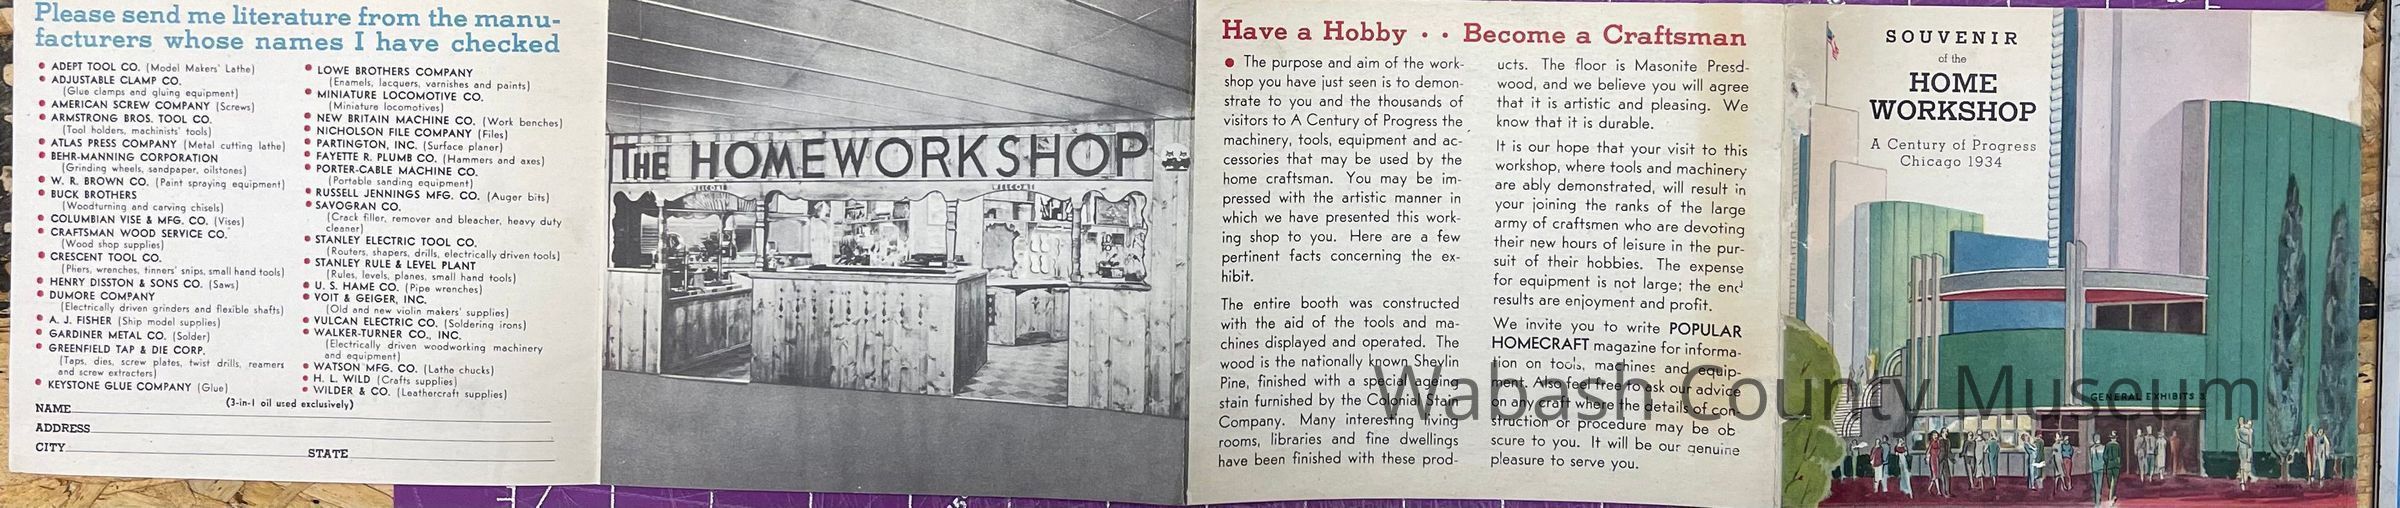 Please send me literature from the manu-
facturers whose names I have checked
• ADEPT TOOL CO. (Model Makers' Lathe)
• ADJUSTABLE CLAMP CO.
(Glue clamps and gluing equipment)
• AMERICAN SCREW COMPANY (Screws)
• ARMSTRONG BROS. TOOL CO.
(Tool holders, machinists' tools)
• ATLAS PRESS COMPANY (Metal cutting lathe)
• BEHR-MANNING CORPORATION
(Grinding wheels, sandpaper, oilstones)
• W. R. BROWN CO. (Paint spraying equipment)
• BUCK BROTHERS
(Woodturning and carving chisels)
• COLUMBIAN VISE & MFG. CO. (Vises)
• CRAFTSMAN WOOD SERVICE CO.
(Wood shop supplies)
• CRESCENT TOOL CO.
(Pliers, wrenches, tinners' snips, small hand tools)
• HENRY DISSTON & SONS CO. (Saws)
• DUMORE COMPANY
(Electrically driven grinders and flexible shafts)
• A. J. FISHER (Ship model supplies)
• GARDINER METAL CO. (Solder)
• GREENFIELD TAP & DIE CORP.
(Taps, dies, screw plates, twist drills, reamers
and screw extracters)
• KEYSTONE GLUE COMPANY (Glue)
• LOWE BROTHERS COMPANY
(Enamels, lacquers, varnishes and paints)
• MINIATURE LOCOMOTIVE CO.
(Miniature locomotives)
• NEW BRITAIN MACHINE CO. (Work benches)
• NICHOLSON FILE COMPANY (Files)
• PARTINGTON, INC. (Surface planer)
• FAYETTE R. PLUMB CO. (Hammers and axes)
• PORTER-CABLE MACHINE CO.
(Portable sanding equipment)
• RUSSELL JENNINGS MFG. CO. (Auger bits)
• SAVOGRAN CO.
(Crack filler, remover and bleacher, heavy duty
cleaner)
• STANLEY ELECTRIC TOOL CO.
(Routers, shapers, drills, electrically driven tools)
• STANLEY RULE & LEVEL PLANT
(Rules, levels, planes, small hand tools)
• U. S. HAME CO. (Pipe wrenches)
• VOIT & GEIGER, INC.
(Old and new violin makers' supplies)
• VULCAN ELECTRIC CO. (Soldering irons)
• WALKER-TURNER CO., INC.
(Electrically driven woodworking machinery
and equipment)
• WATSON MFG. CO. (Lathe chucks)
• H. L. WILD (Crafts supplies)
• WILDER & CO. (Leathercraft supplies)
(3-in-1 oil used exclusively)
NAME
ADDRESS
CITY STATE
THE HOMEWORKSHOP
WELCOME WELCOME
Have a Hobby • • Become a Craftsman
• The purpose and aim of the work-
shop you have just seen is to demon-
strate to you and the thousands of
visitors to A Century of Progress the
machinery, tools, equipment and ac-
cessories that may be used by the
home craftsman. You may be im-
pressed with the artistic manner in
which we have presented this work-
ing shop to you. Here are a few
pertinent facts concerning the ex-
hibit.
The entire booth was constructed
with the aid of the tools and ma-
chines displayed and operated. The
wood is the nationally known Shevlin
Pine, finished with a special ageing
stain furnished by the Colonial Stain
Company. Many interesting living
rooms, libraries and fine dwellings
have been finished with these prod-
ucts. The floor is Masonite Presd-
wood, and we believe you will agree
that it is artistic and pleasing. We
know that it is durable.
It is our hope that your visit to this
workshop, where tools and machinery
are ably demonstrated, will result in
your joining the ranks of the large
army of craftsmen who are devoting
their new hours of leisure in the pur-
suit of their hobbies. The expense
for equipment is not large; the end
results are enjoyment and profit.
We invite you to write POPULAR
HOMECRAFT magazine for informa-
tion on tools, machines and equip-
ment. Also feel free to ask our advice
on any craft where the details of con-
struction or procedure may be ob
scure to you. It will be our genuine
pleasure to serve you.
SOUVENIR
of the
HOME
WORKSHOP
A Century of Progress
Chicago 1934
GENERAL EXHIBITS 3
Wabash County Museum